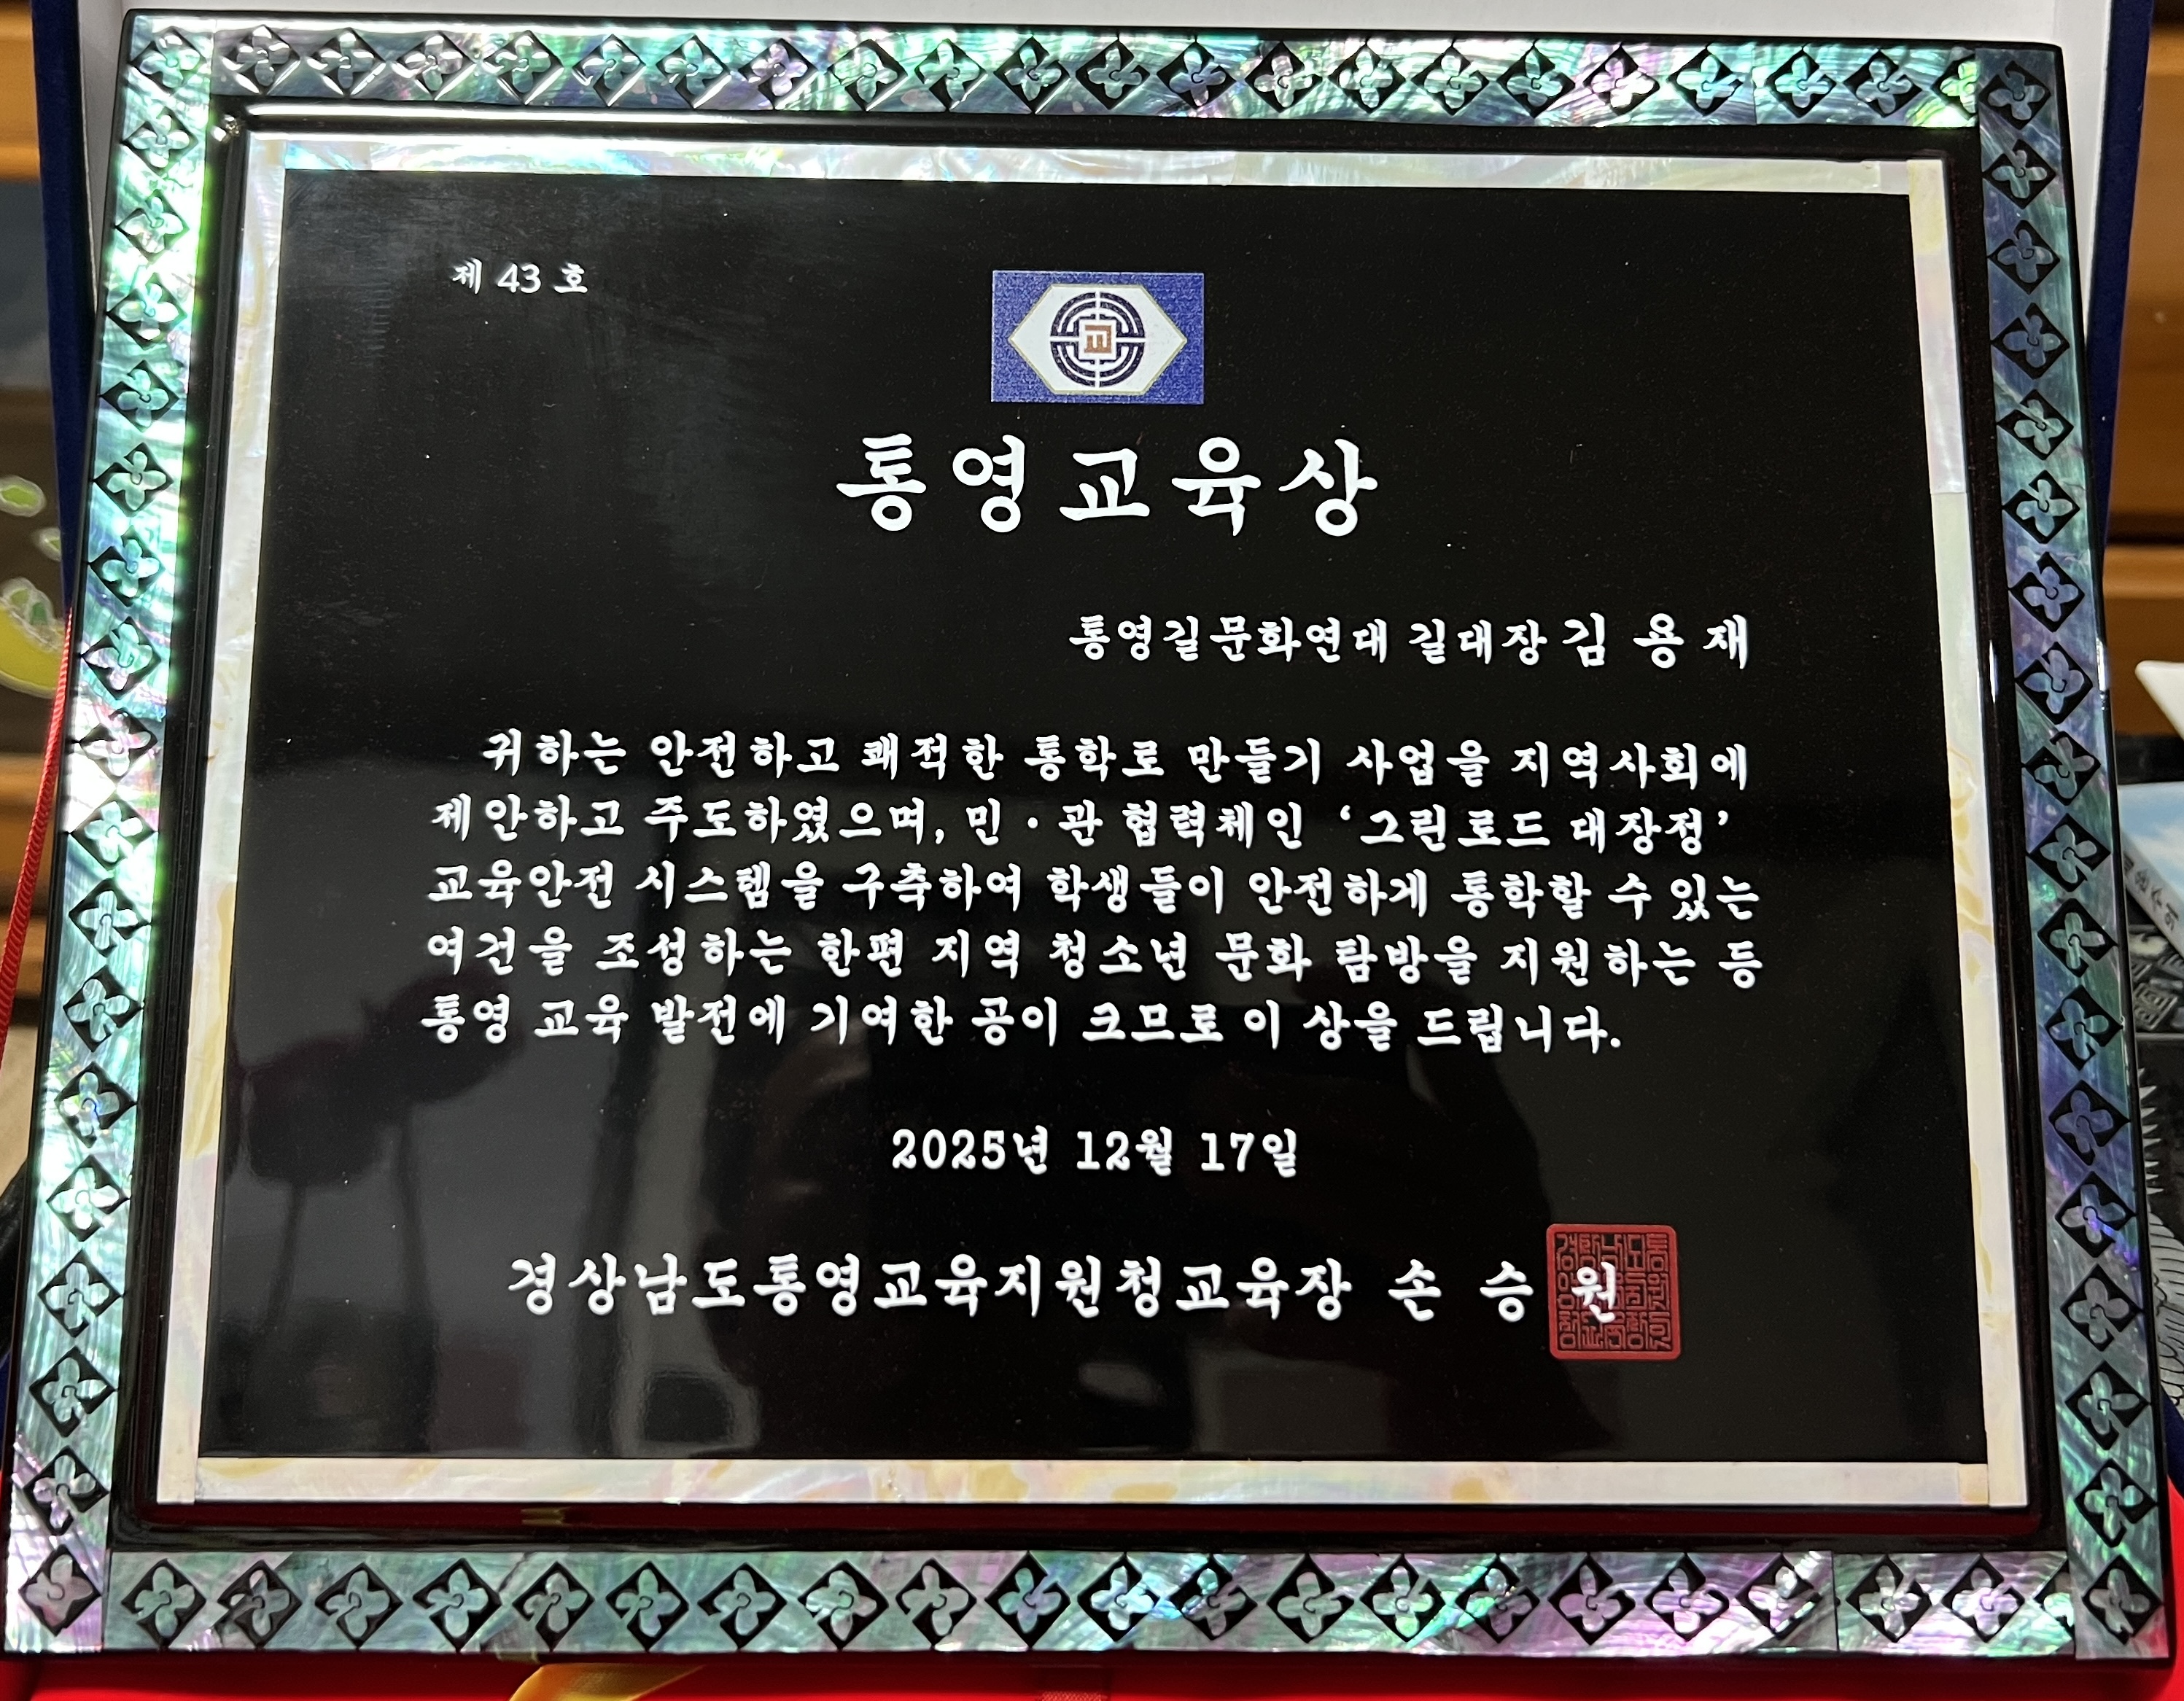 제 43 호
교
통영교육상
통영길문화연대 길대장 김 용 재
귀하는 안전하고 쾌적한 통학로 만들기 사업을 지역사회에
제안하고 주도하였으며, 민·관 협력체인 ‘그린로드 대장정’
교육안전 시스템을 구축하여 학생들이 안전하게 통학할 수 있는
여건을 조성하는 한편 지역 청소년 문화 탐방을 지원하는 등
통영 교육 발전에 기여한 공이 크므로 이 상을 드립니다.
2025년 12월 17일
경상남도통영교육지원청교육장 손 승 원